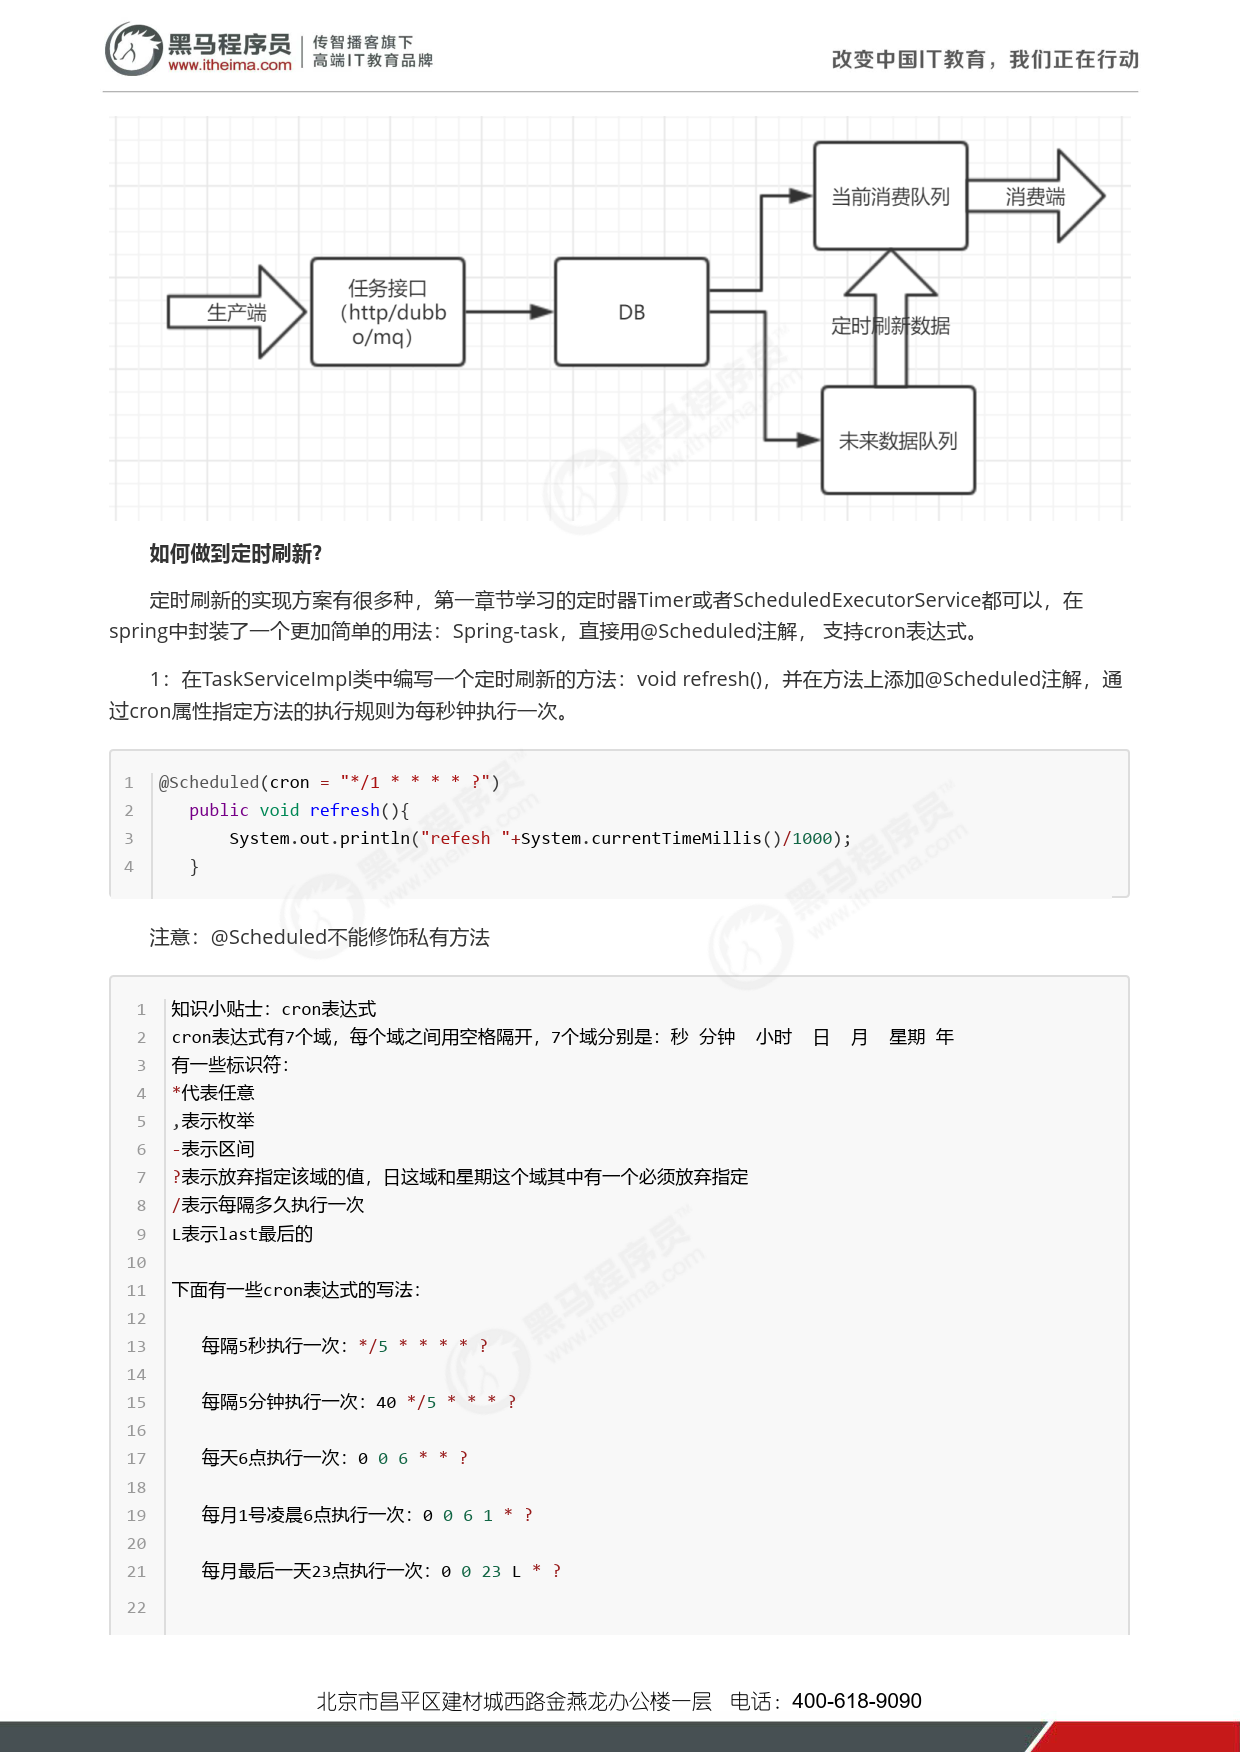 黑马程序员
www.itheima.com
传智播客旗下
高端IT教育品牌
改变中国IT教育，我们正在行动
生产端
任务接口
（http/dubb
o/mq）
DB
当前消费队列
消费端
定时刷新数据
未来数据队列
如何做到定时刷新?
定时刷新的实现方案有很多种，第一章节学习的定时器Timer或者ScheduledExecutorService都可以，在
spring中封装了一个更加简单的用法：Spring-task，直接用@Scheduled注解， 支持cron表达式。
1：在TaskServiceImpl类中编写一个定时刷新的方法：void refresh()，并在方法上添加@Scheduled注解，通
过cron属性指定方法的执行规则为每秒钟执行一次。
1 @Scheduled(cron = "*/1 * * * * ?")
2 public void refresh(){
3 System.out.println("refesh "+System.currentTimeMillis()/1000);
4 }
注意：@Scheduled不能修饰私有方法
1 知识小贴士：cron表达式
2 cron表达式有7个域，每个域之间用空格隔开，7个域分别是：秒 分钟 小时 日 月 星期 年
3 有一些标识符：
4 *代表任意
5 ,表示枚举
6 -表示区间
7 ?表示放弃指定该域的值，日这域和星期这个域其中有一个必须放弃指定
8 /表示每隔多久执行一次
9 L表示last最后的
10
11 下面有一些cron表达式的写法：
12
13 每隔5秒执行一次：*/5 * * * * ?
14
15 每隔5分钟执行一次：40 */5 * * * ?
16
17 每天6点执行一次：0 0 6 * * ?
18
19 每月1号凌晨6点执行一次：0 0 6 1 * ?
20
21 每月最后一天23点执行一次：0 0 23 L * ?
22
北京市昌平区建材城西路金燕龙办公楼一层 电话：400-618-9090